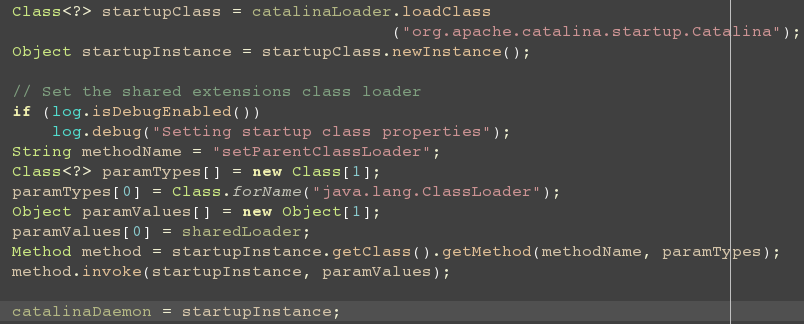 Class<?> startupClass = catalinaLoader.loadClass
("org.apache.catalina.startup.Catalina");
Object startupInstance = startupClass.newInstance();
// Set the shared extensions class loader
if (log.isDebugEnabled())
log.debug("Setting startup class properties");
String methodName = "setParentClassLoader";
Class<?> paramTypes[] = new Class[1];
paramTypes[0] = Class.forName("java.lang.ClassLoader");
Object paramValues[] = new Object[1];
paramValues[0] = sharedLoader;
Method method = startupInstance.getClass().getMethod(methodName, paramTypes);
method.invoke(startupInstance, paramValues);
catalinaDaemon = startupInstance;